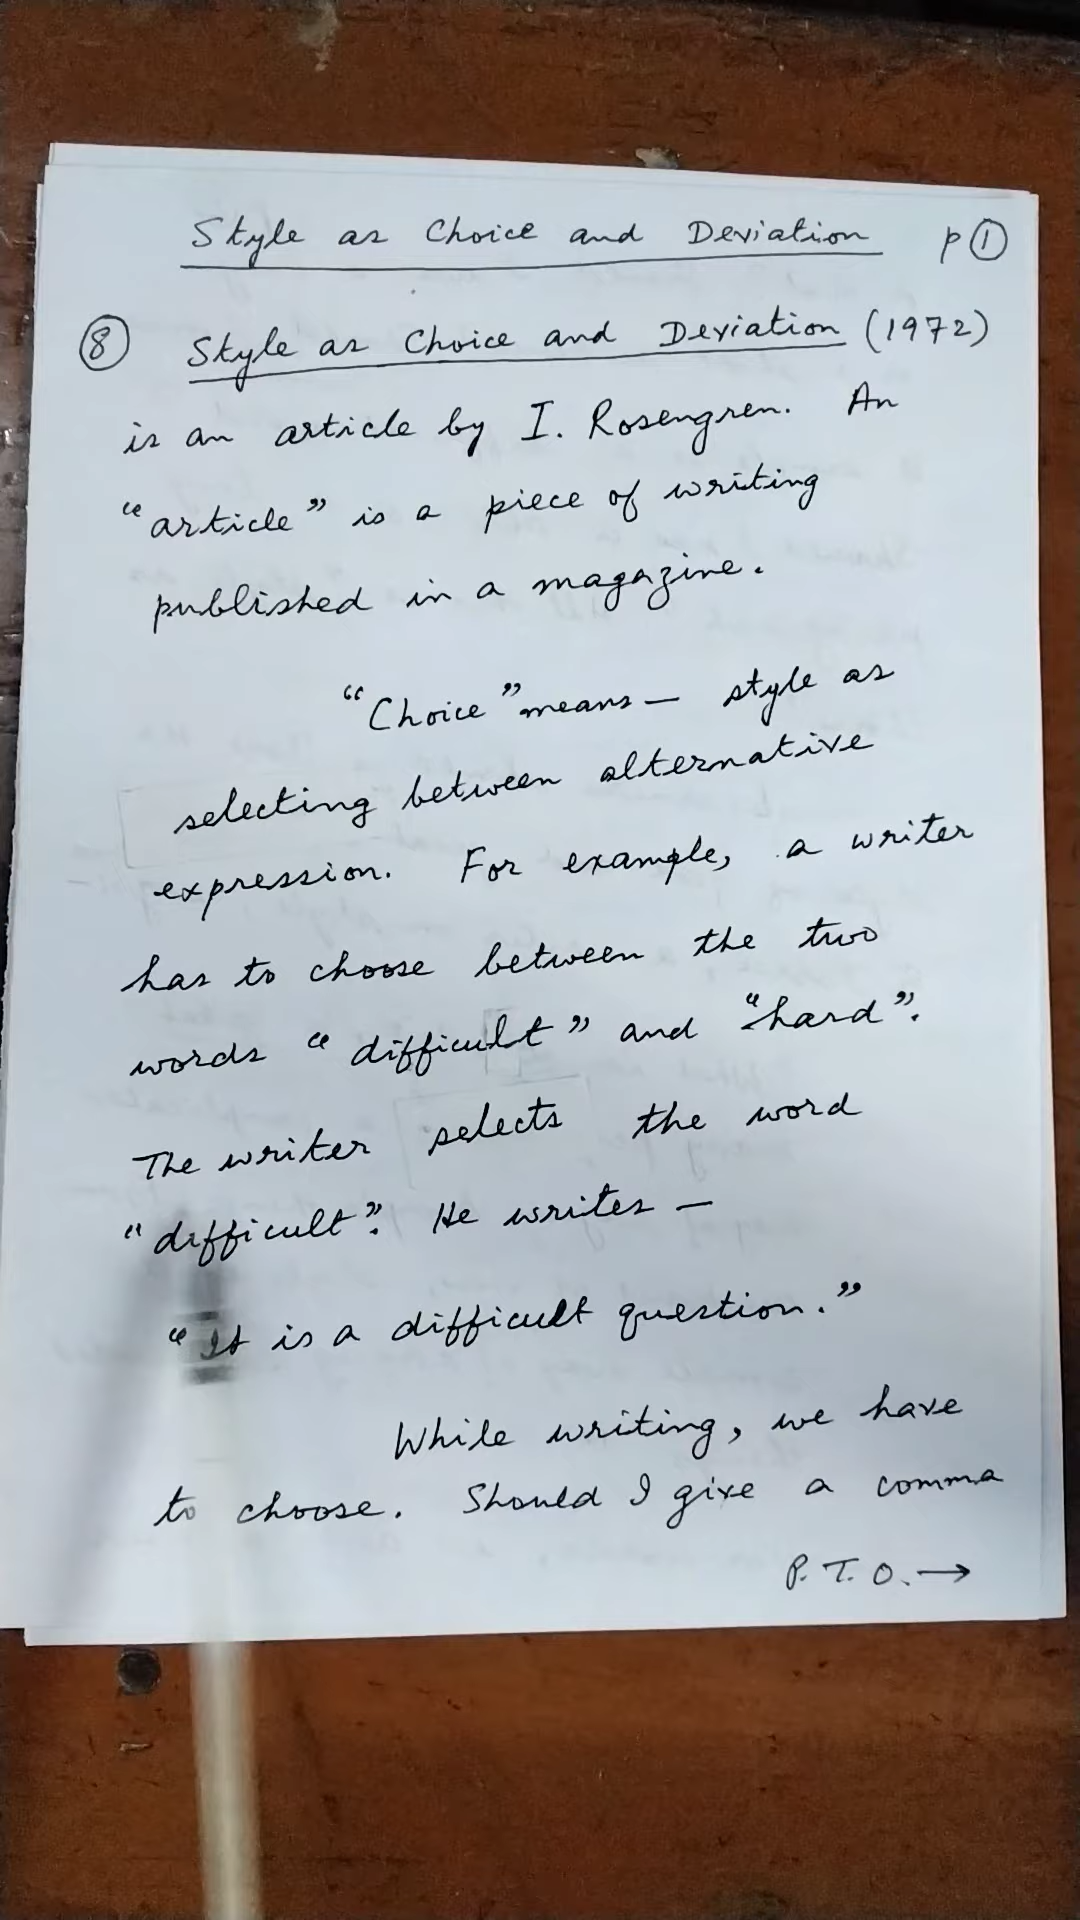 Style as Choice and Deviation p ①
⑧ Style as Choice and Deviation (1972)
is an article by I. Rosengren. An
“article” is a piece of writing
published in a magazine.
“Choice” means — style as
selecting between alternative
expression. For example, a writer
has to choose between the two
words “difficult” and “hard”.
The writer selects the word
“difficult”. He writes —
“It is a difficult question.”
While writing, we have
to choose. Should I give a comma
P. T. O. →